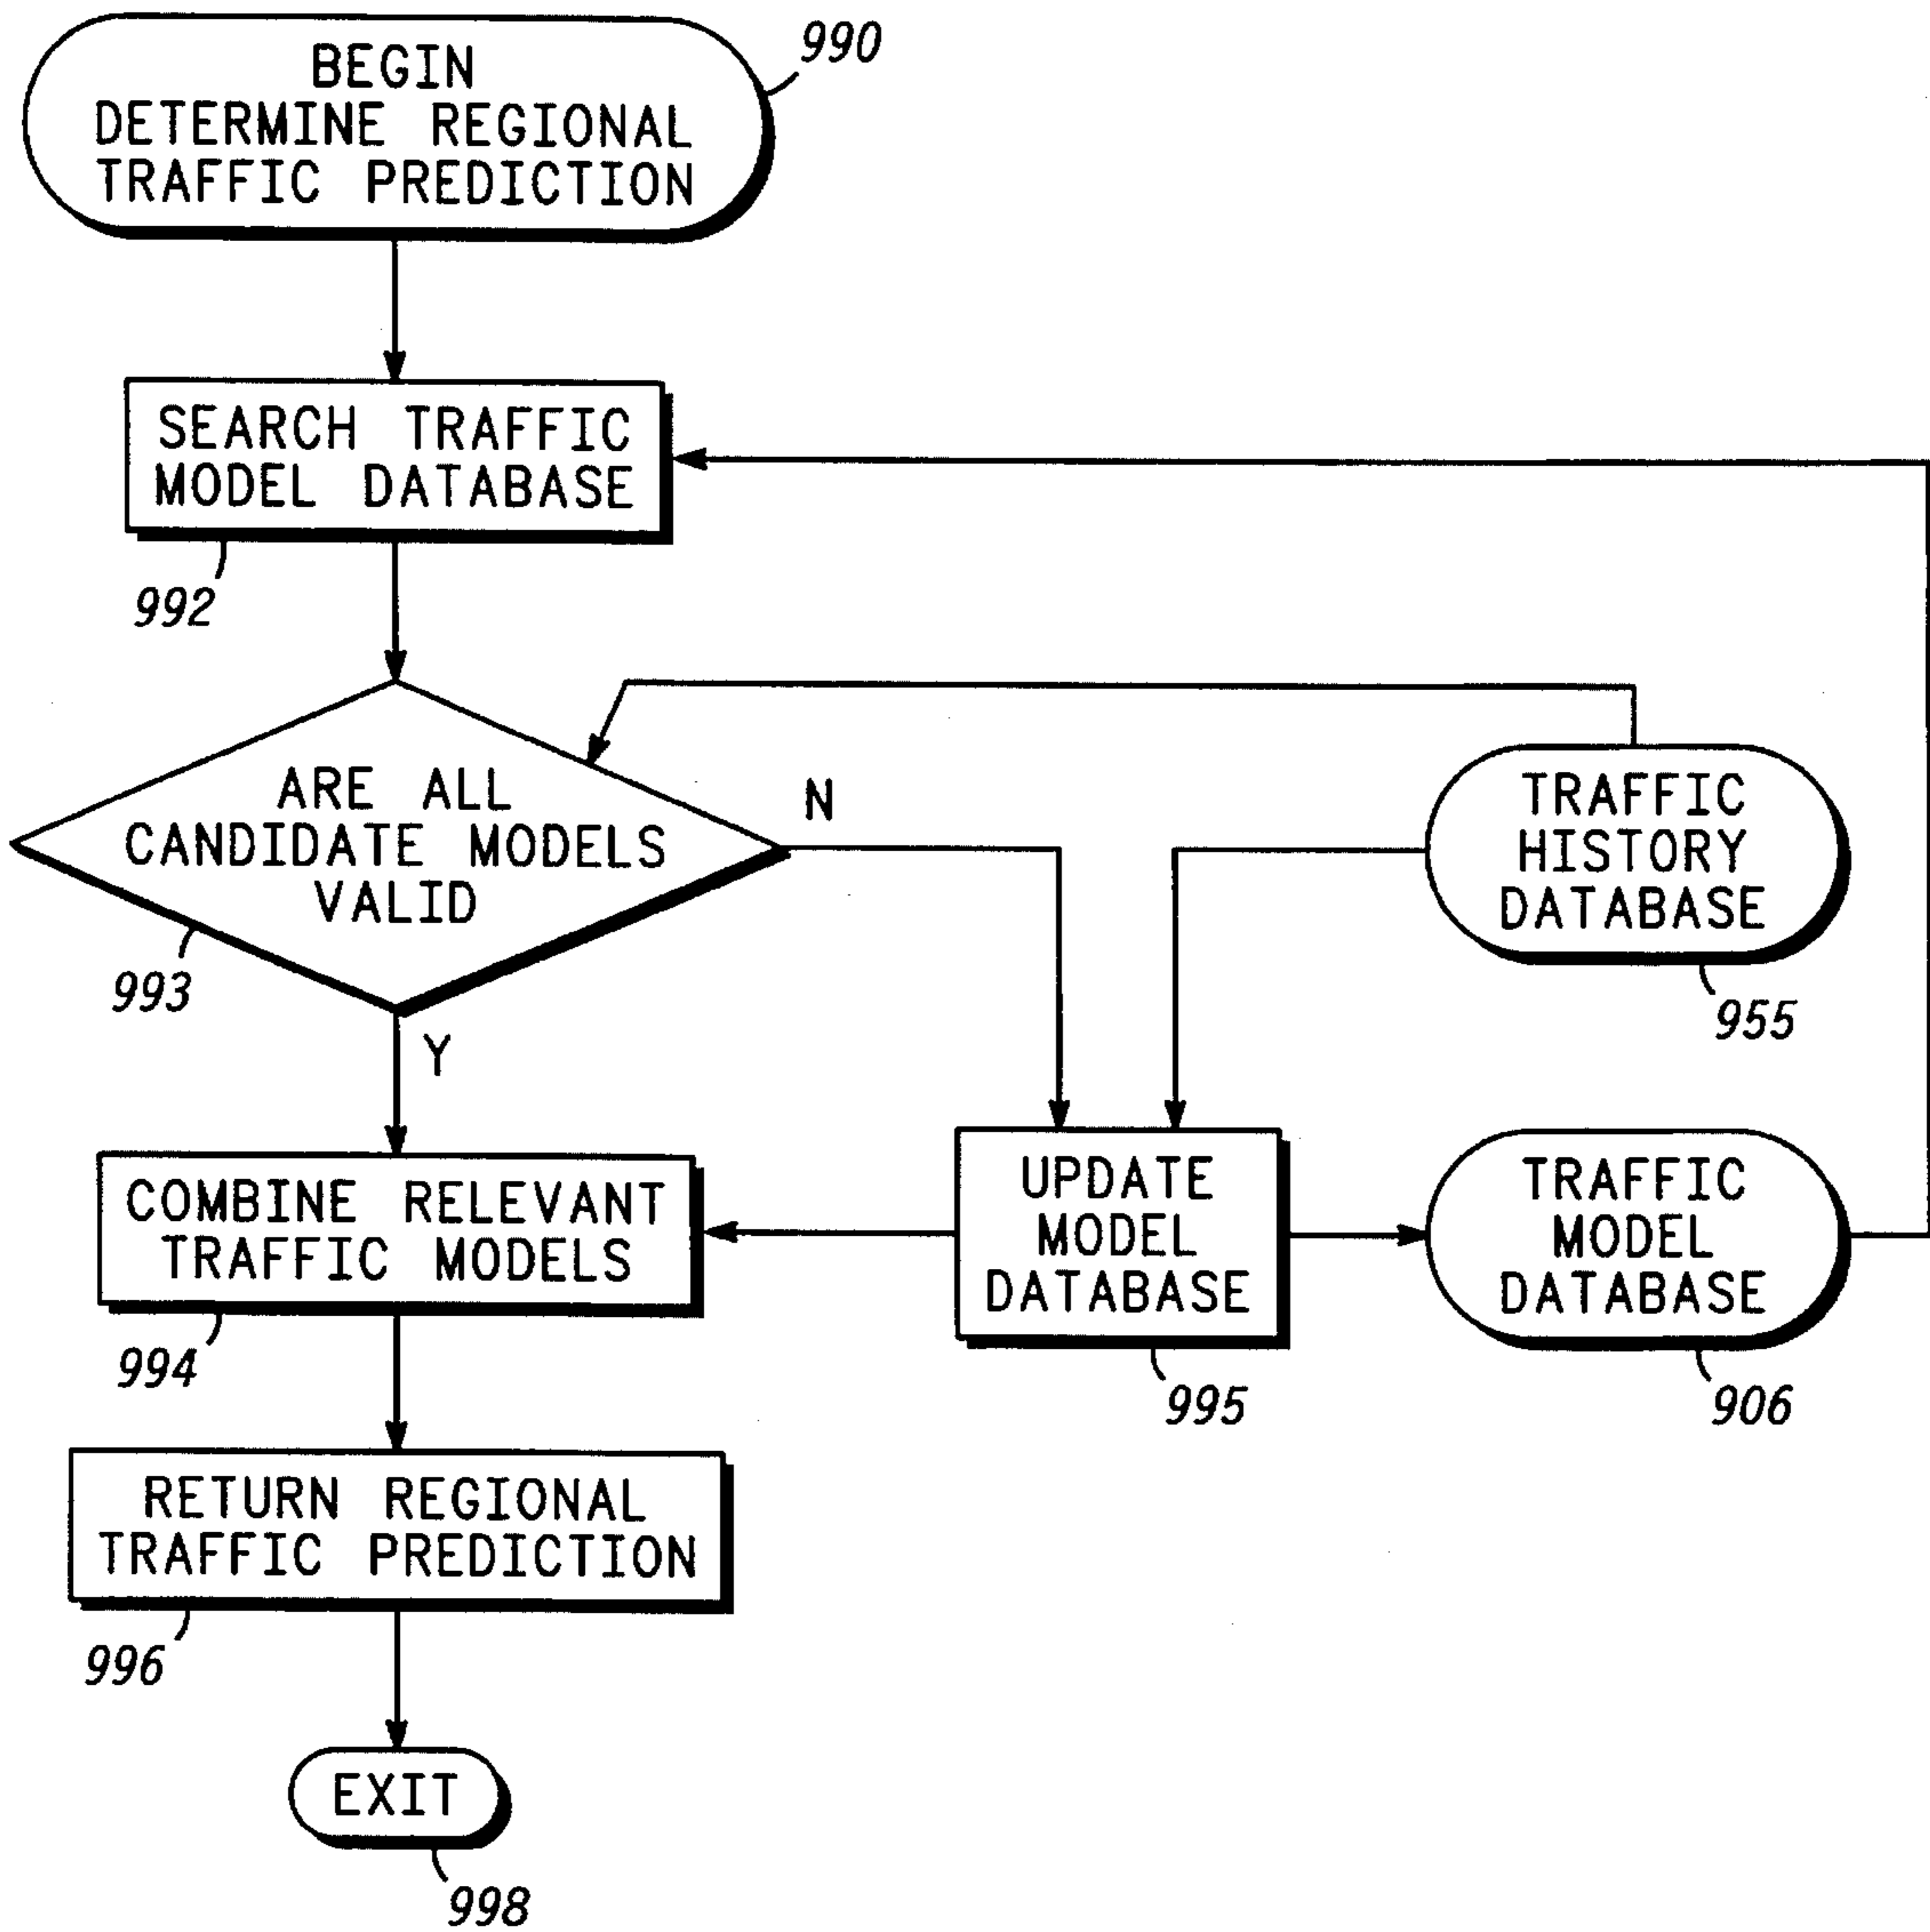 BEGIN
DETERMINE REGIONAL
TRAFFIC PREDICTION
990
SEARCH TRAFFIC
MODEL DATABASE
992
ARE ALL
CANDIDATE MODELS
VALID
993
N
Y
TRAFFIC
HISTORY
DATABASE
955
COMBINE RELEVANT
TRAFFIC MODELS
994
UPDATE
MODEL
DATABASE
995
TRAFFIC
MODEL
DATABASE
906
RETURN REGIONAL
TRAFFIC PREDICTION
996
EXIT
998